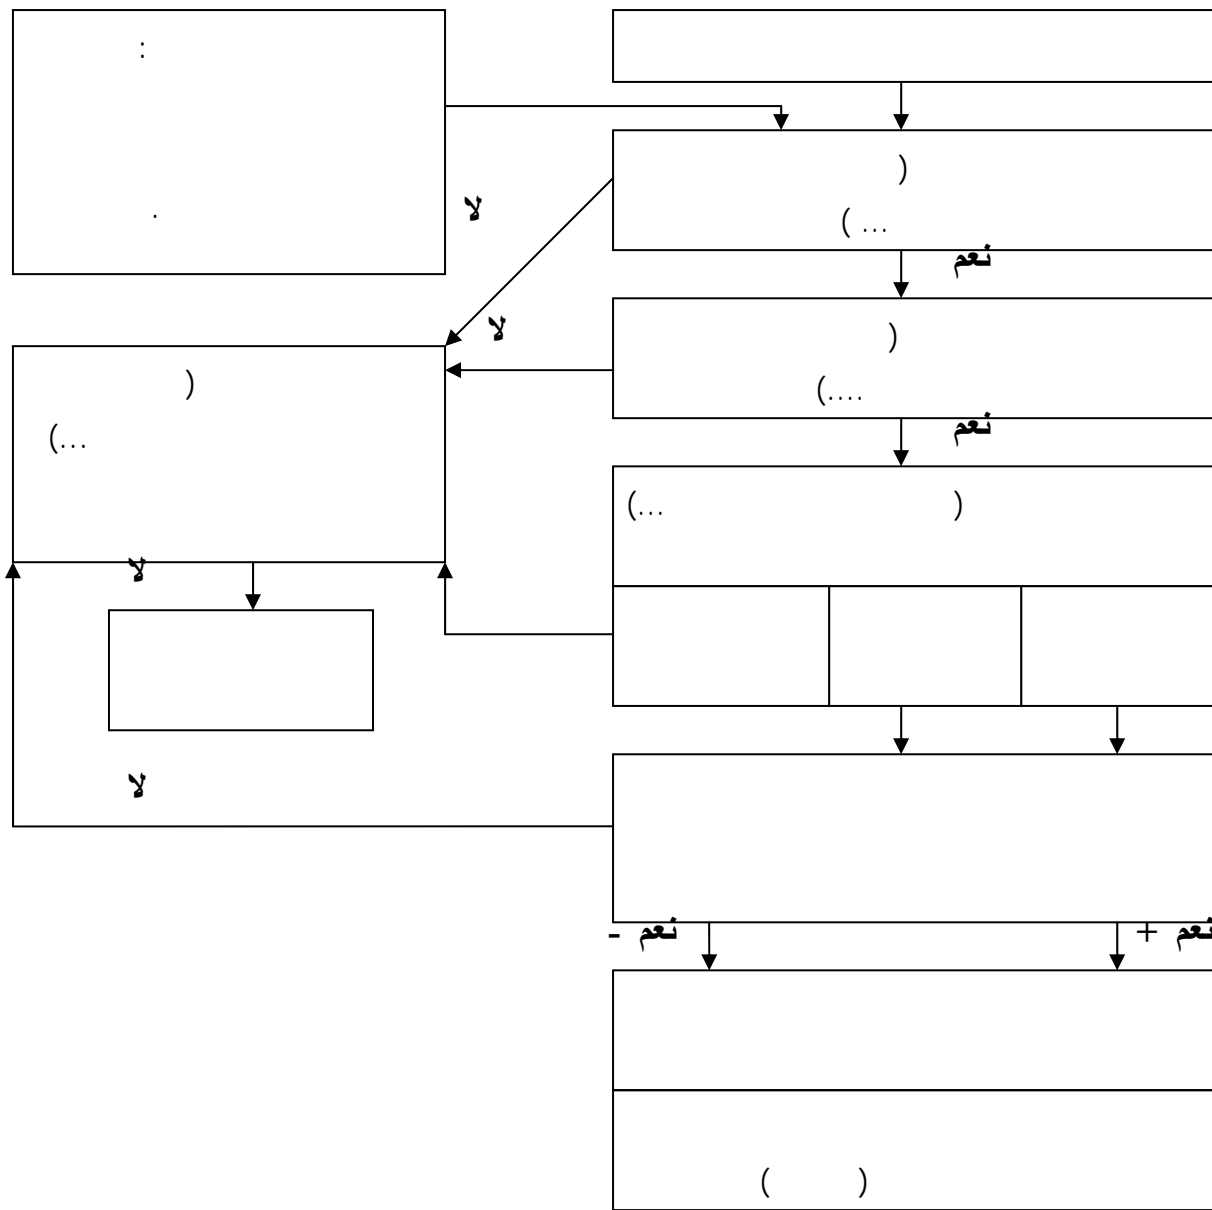 :
.
)
( ...
لا
نعم
)
(....
لا
نعم
)
(...
) (...
لا
لا
نعم +
نعم -
) (